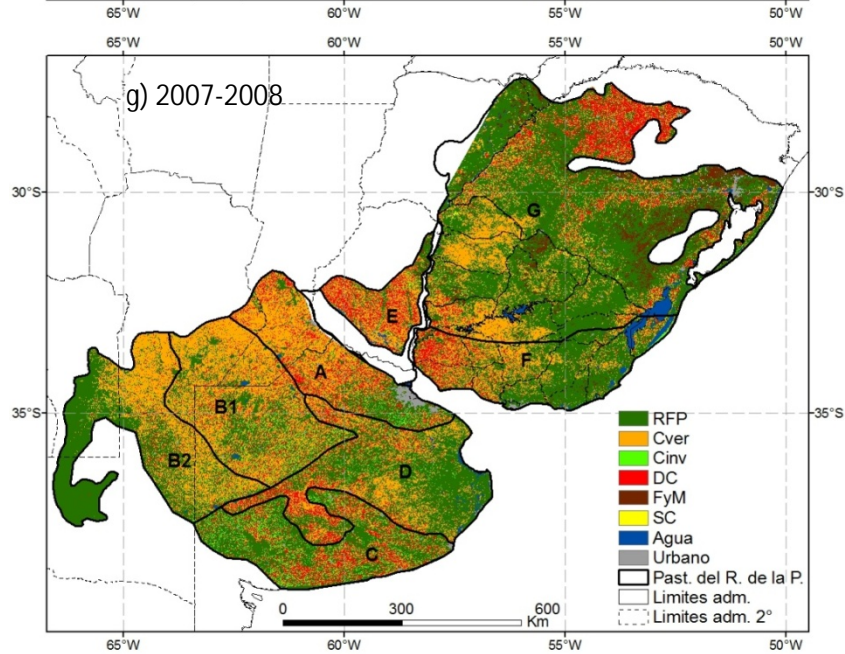 65°W 60°W 55°W 50°W
65°W 60°W 55°W 50°W
g) 2007-2008
30°S 30°S
G
E
A
F
B1
35°S 35°S
B2
D
C
RFP
Cver
Cinv
DC
FyM
SC
Agua
Urbano
Past. del R. de la P.
Limites adm.
Limites adm. 2°
0 300 600
Km
65°W 60°W 55°W 50°W